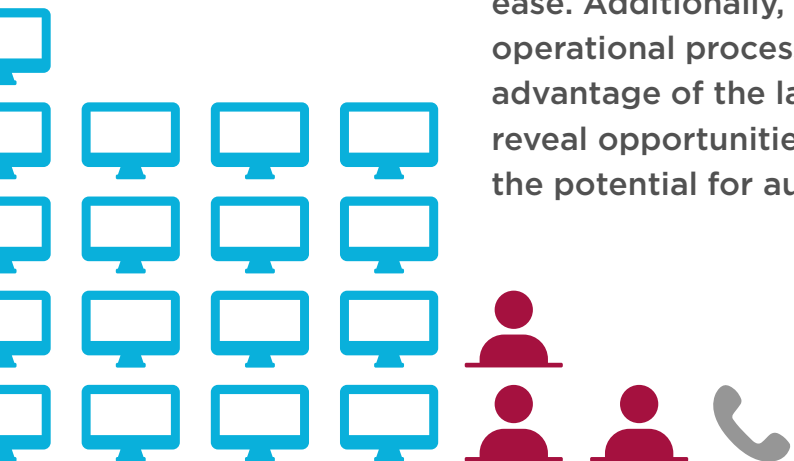 ease. Additionally,
operational proces
advantage of the la
reveal opportunitie
the potential for au